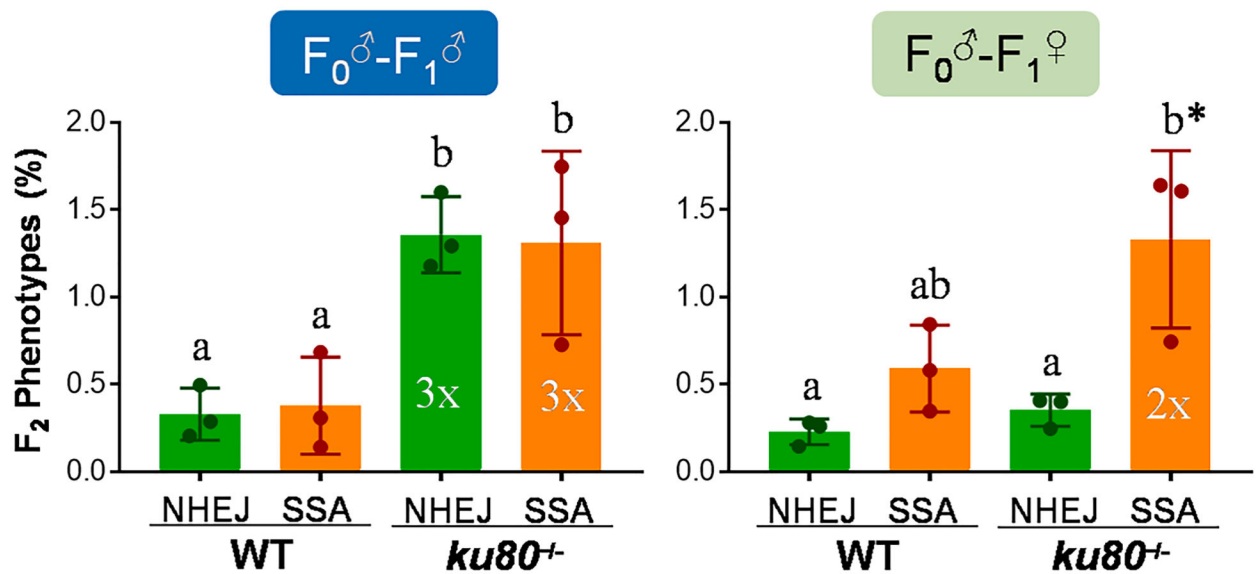 F₀♂-F₁♂
F₀♂-F₁♀
F₂ Phenotypes (%)
2.0
1.5
1.0
0.5
0.0
a
a
b
b
3x
3x
NHEJ SSA NHEJ SSA
WT ku80⁺/⁻
2.0
1.5
1.0
0.5
0.0
a
ab
a
b*
2x
NHEJ SSA NHEJ SSA
WT ku80⁺/⁻